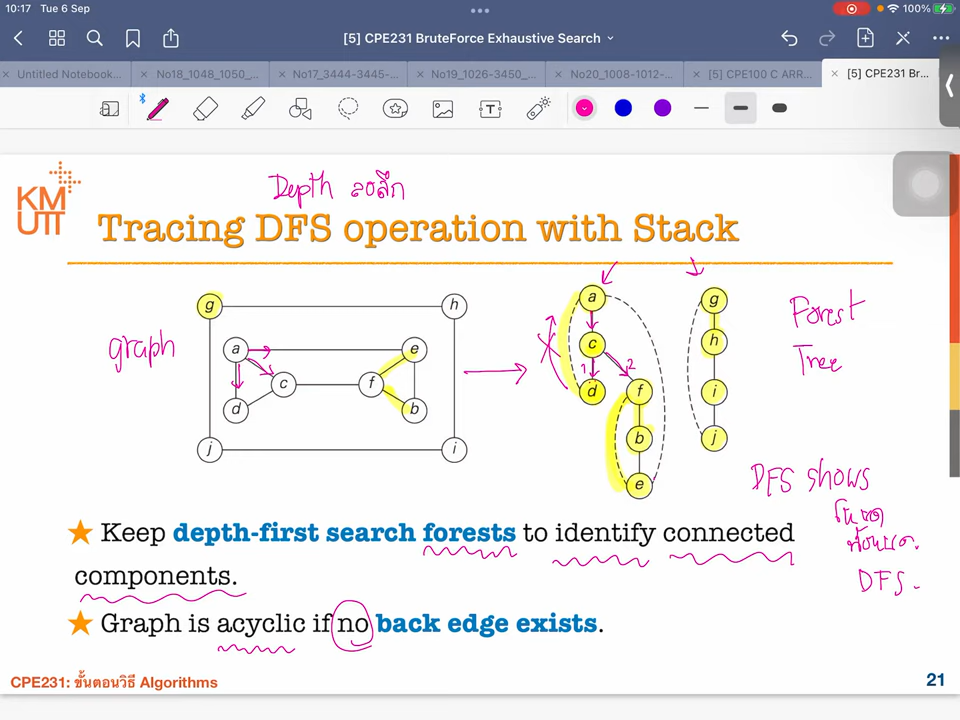 10:17 Tue 6 Sep
100%
[5] CPE231 BruteForce Exhaustive Search
Untitled Notebook...
No18_1048_1050_...
No17_3444-3445-...
No19_1026-3450_...
No20_1008-1012-...
[5] CPE100 C ARR...
[5] CPE231 Br...
KM
UTT
Depth ลงลึก
Tracing DFS operation with Stack
graph
g
h
a
e
c
f
d
b
j
i
a
c
1
2
d
f
b
e
g
h
i
j
Forest
Tree
DFS shows
DFS.
Keep depth-first search forests to identify connected
components.
Graph is acyclic if no back edge exists.
CPE231: ขั้นตอนวิธี Algorithms
21